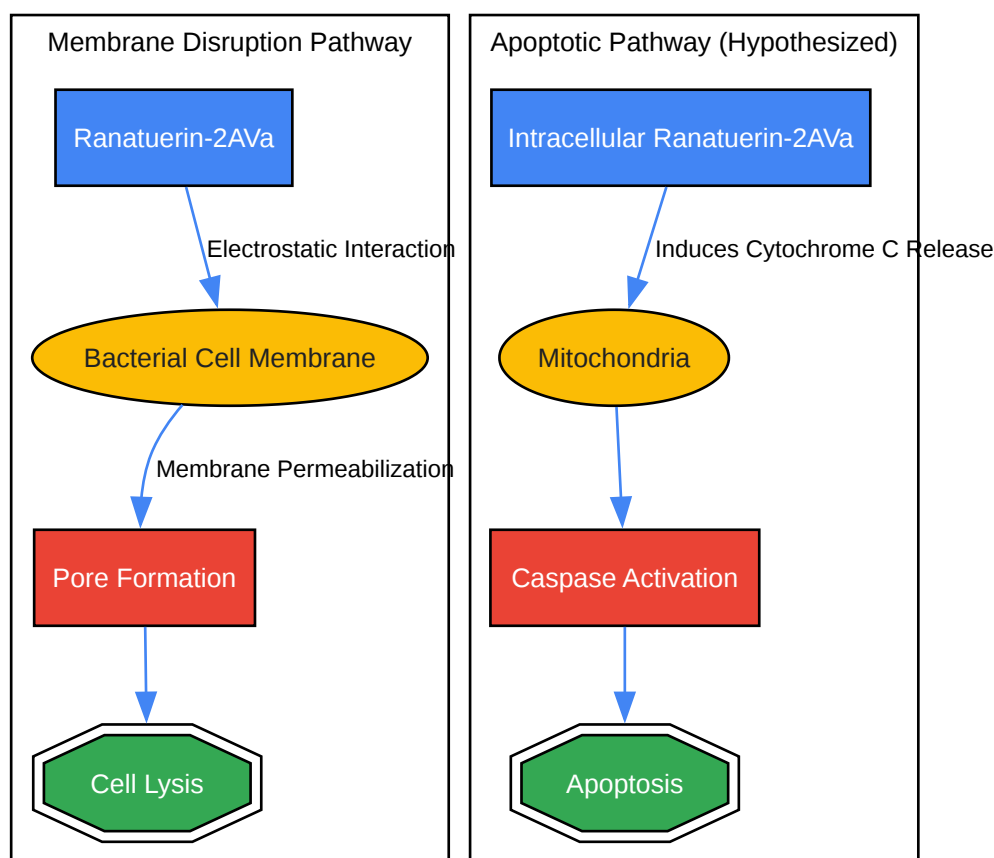 Membrane Disruption Pathway
Ranatuerin-2AVa
Electrostatic Interaction
Bacterial Cell Membrane
Membrane Permeabilization
Pore Formation
Cell Lysis
Apoptotic Pathway (Hypothesized)
Intracellular Ranatuerin-2AVa
Induces Cytochrome C Release
Mitochondria
Caspase Activation
Apoptosis